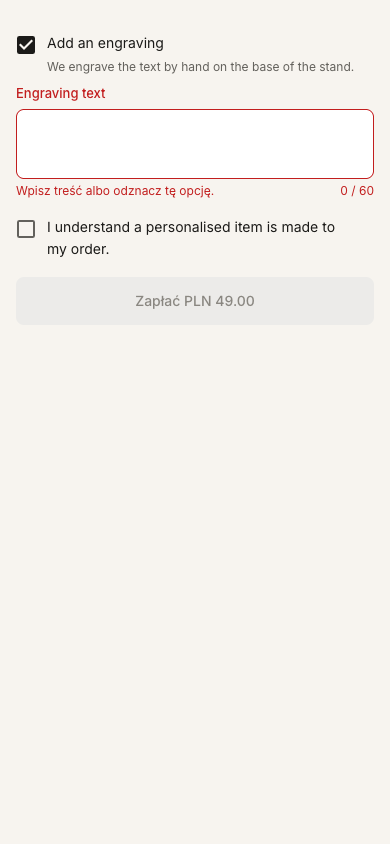 Add an engraving
We engrave the text by hand on the base of the stand.
Engraving text
Wpisz treść albo odznacz tę opcję.
0 / 60
I understand a personalised item is made to
my order.
Zapłać PLN 49.00